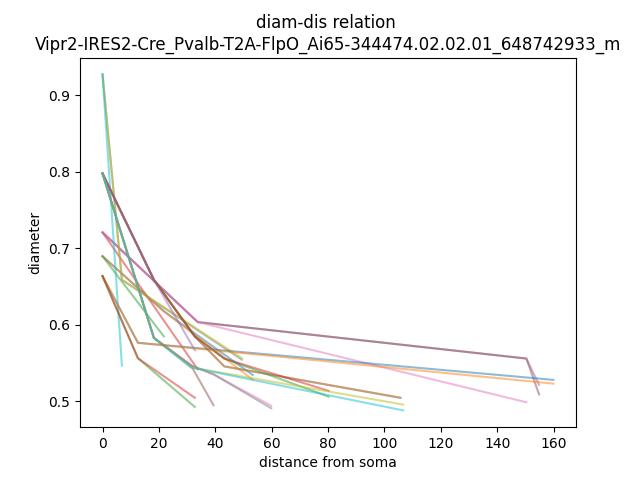 diam-dis relation
Vipr2-IRES2-Cre_Pvalb-T2A-FlpO_Ai65-344474.02.02.01_648742933_m
0.9
0.8
0.7
0.6
0.5
diameter
0 20 40 60 80 100 120 140 160
distance from soma